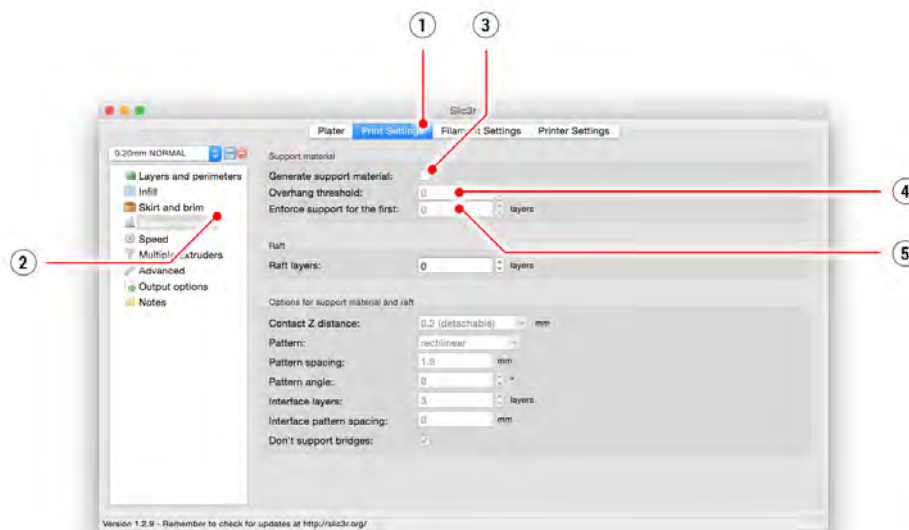 1
3
Slic3r
Plater Print Settings Filament Settings Printer Settings
0.20mm NORMAL
Support material
Layers and perimeters
Generate support material:
4
Infill
Overhang threshold: 0
Skirt and brim
Enforce support for the first: 0 layers
Speed
Raft
5
2
Multiple Extruders
Raft layers: 0 layers
Advanced
Output options
Notes
Options for support material and raft
Contact Z distance: 0.2 (detachable) mm
Pattern: rectilinear
Pattern spacing: mm
Pattern angle: 0 °
Interface layers: 3 layers
Interface pattern spacing: 0 mm
Don't support bridges:
Version 1.2.9 - Remember to check for updates at http://slic3r.org/